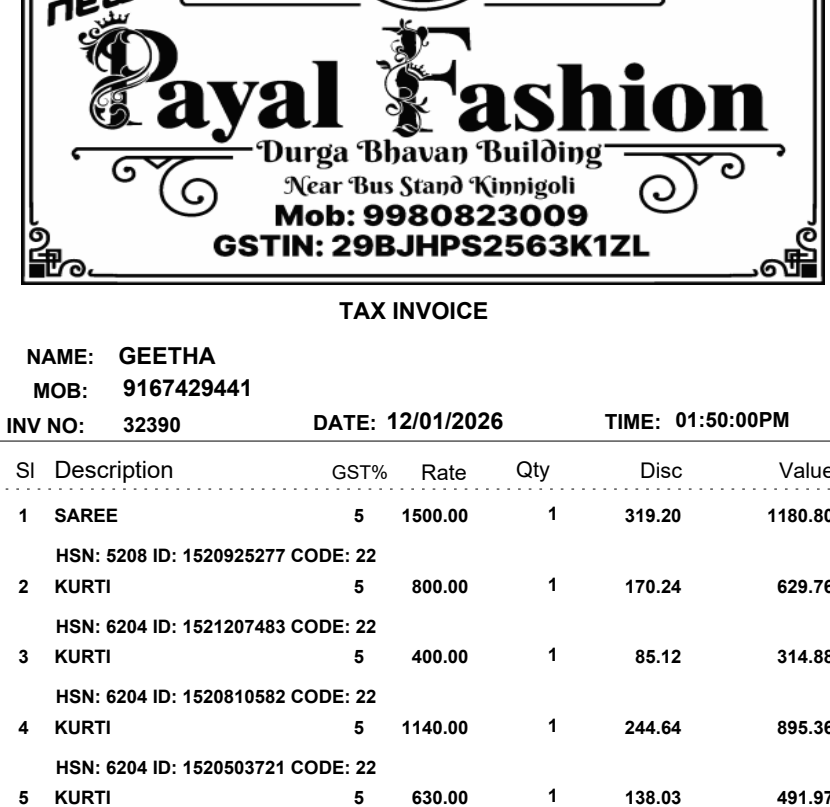 new
Payal Fashion
Durga Bhavan Building
Near Bus Stand Kinnigoli
Mob: 9980823009
GSTIN: 29BJHPS2563K1ZL
TAX INVOICE
NAME: GEETHA
MOB: 9167429441
INV NO: 32390 DATE: 12/01/2026 TIME: 01:50:00PM
Sl Description GST% Rate Qty Disc Value
1 SAREE 5 1500.00 1 319.20 1180.80
HSN: 5208 ID: 1520925277 CODE: 22
2 KURTI 5 800.00 1 170.24 629.76
HSN: 6204 ID: 1521207483 CODE: 22
3 KURTI 5 400.00 1 85.12 314.88
HSN: 6204 ID: 1520810582 CODE: 22
4 KURTI 5 1140.00 1 244.64 895.36
HSN: 6204 ID: 1520503721 CODE: 22
5 KURTI 5 630.00 1 138.03 491.97